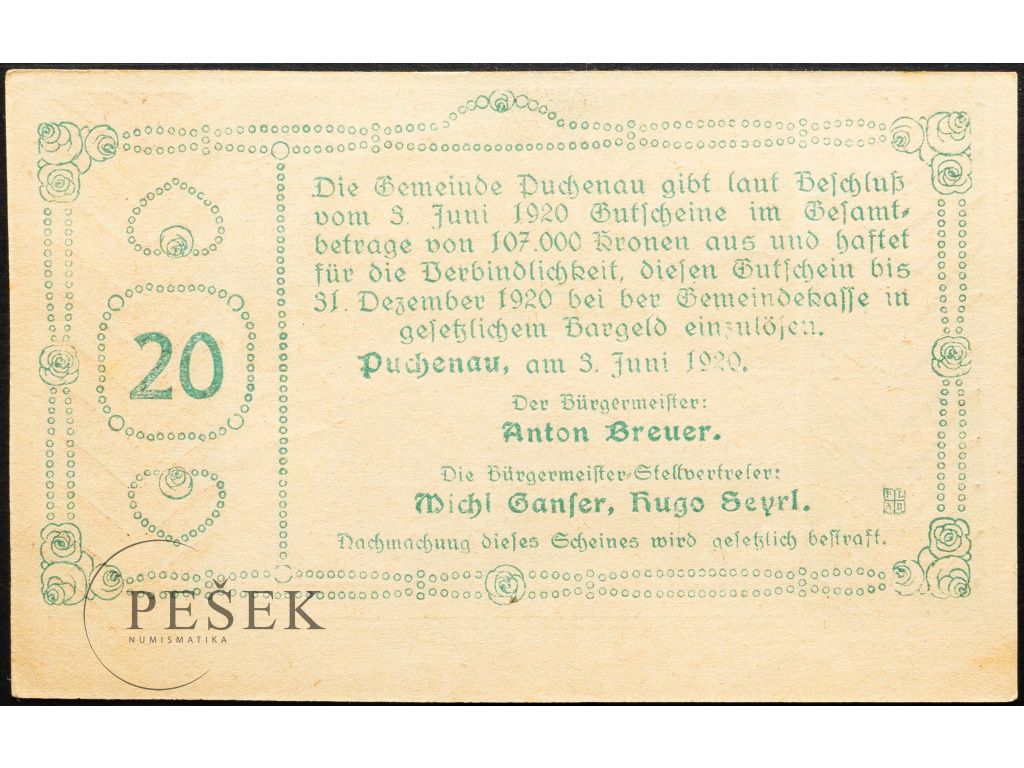 Die Gemeinde Puchenau gibt laut Beschluß
vom 3. Juni 1920 Gutscheine im Gesamt-
betrage von 107.000 Kronen aus und haftet
für die Verbindlichkeit, diesen Gutschein bis
31. Dezember 1920 bei ber Gemeindekasse in
gesetzlichem Bargeld einzulösen.
Puchenau, am 3. Juni 1920.
20
Der Bürgermeister:
Anton Breuer.
Die Bürgermeister-Stellvertreter:
Michl Ganser, Hugo Seyrl.
Nachmachung dieses Scheines wird gesetzlich bestraft.
PEŠEK
NUMISMATIKA